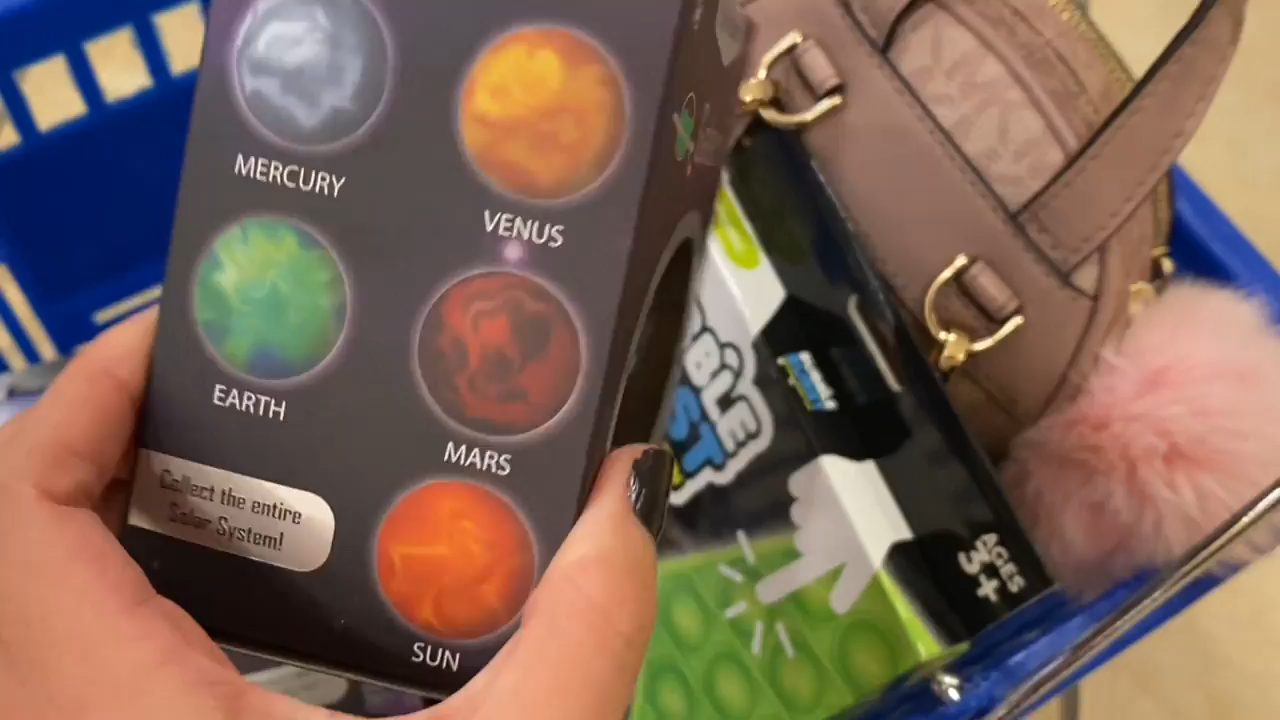 MERCURY
VENUS
EARTH
MARS
Collect the entire
Solar System!
SUN
AGES
3+